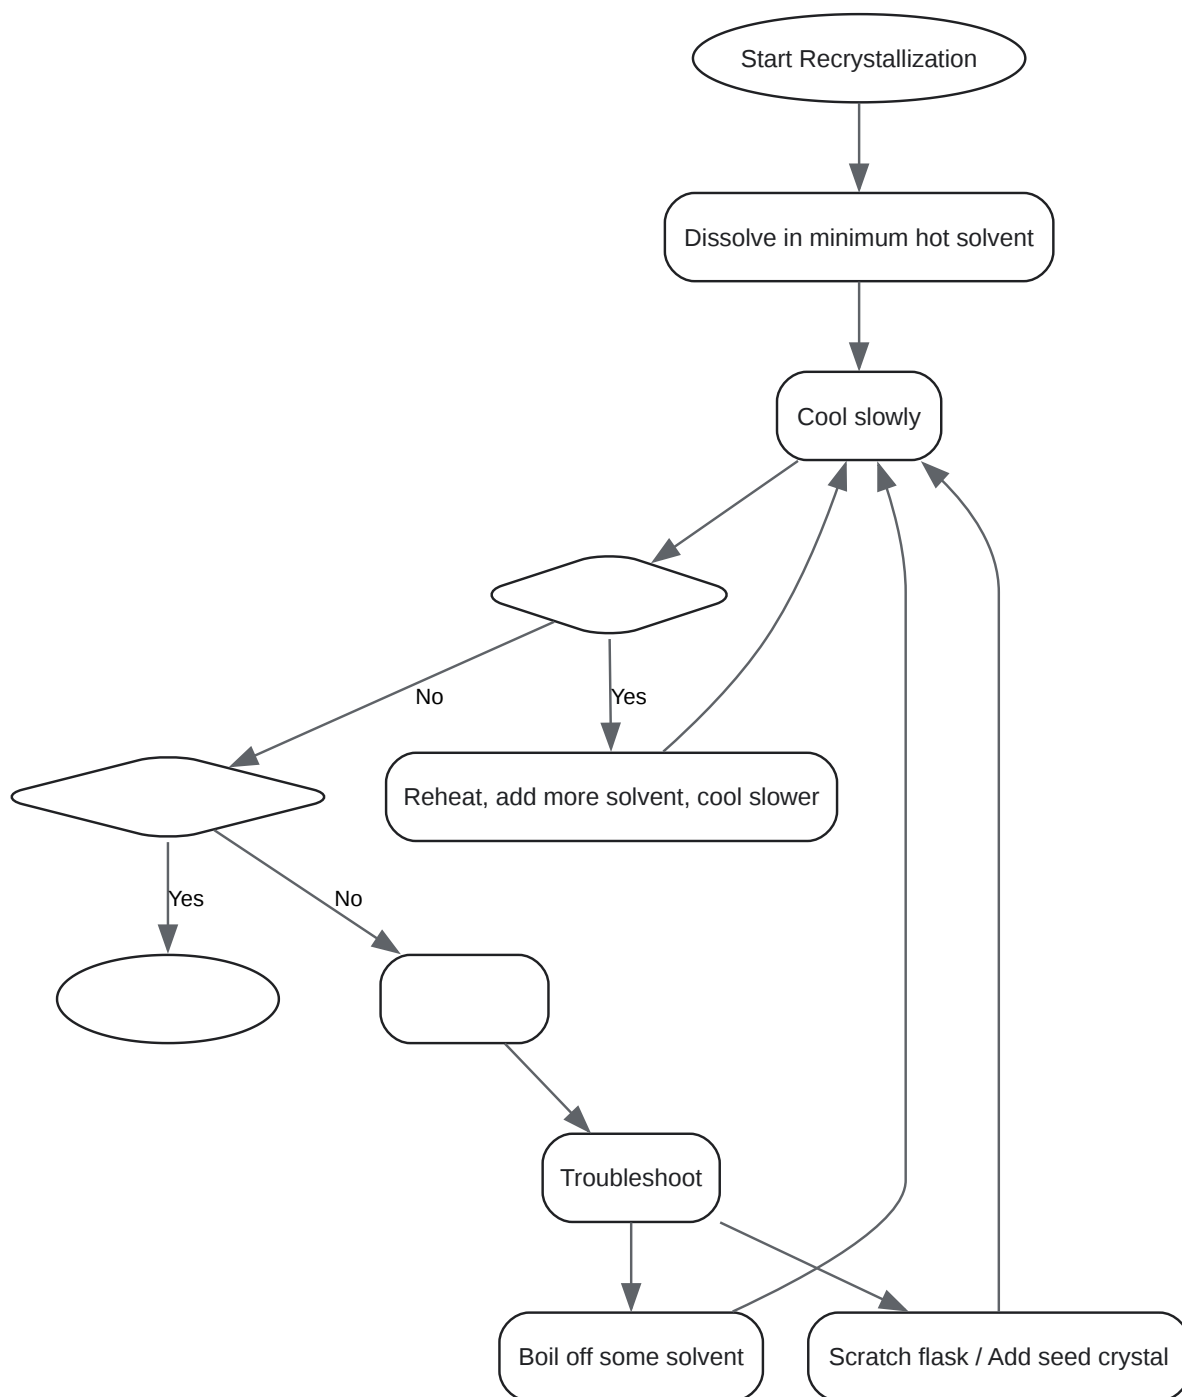 Start Recrystallization
Dissolve in minimum hot solvent
Cool slowly
No
Yes
Reheat, add more solvent, cool slower
Yes
No
Troubleshoot
Boil off some solvent
Scratch flask / Add seed crystal